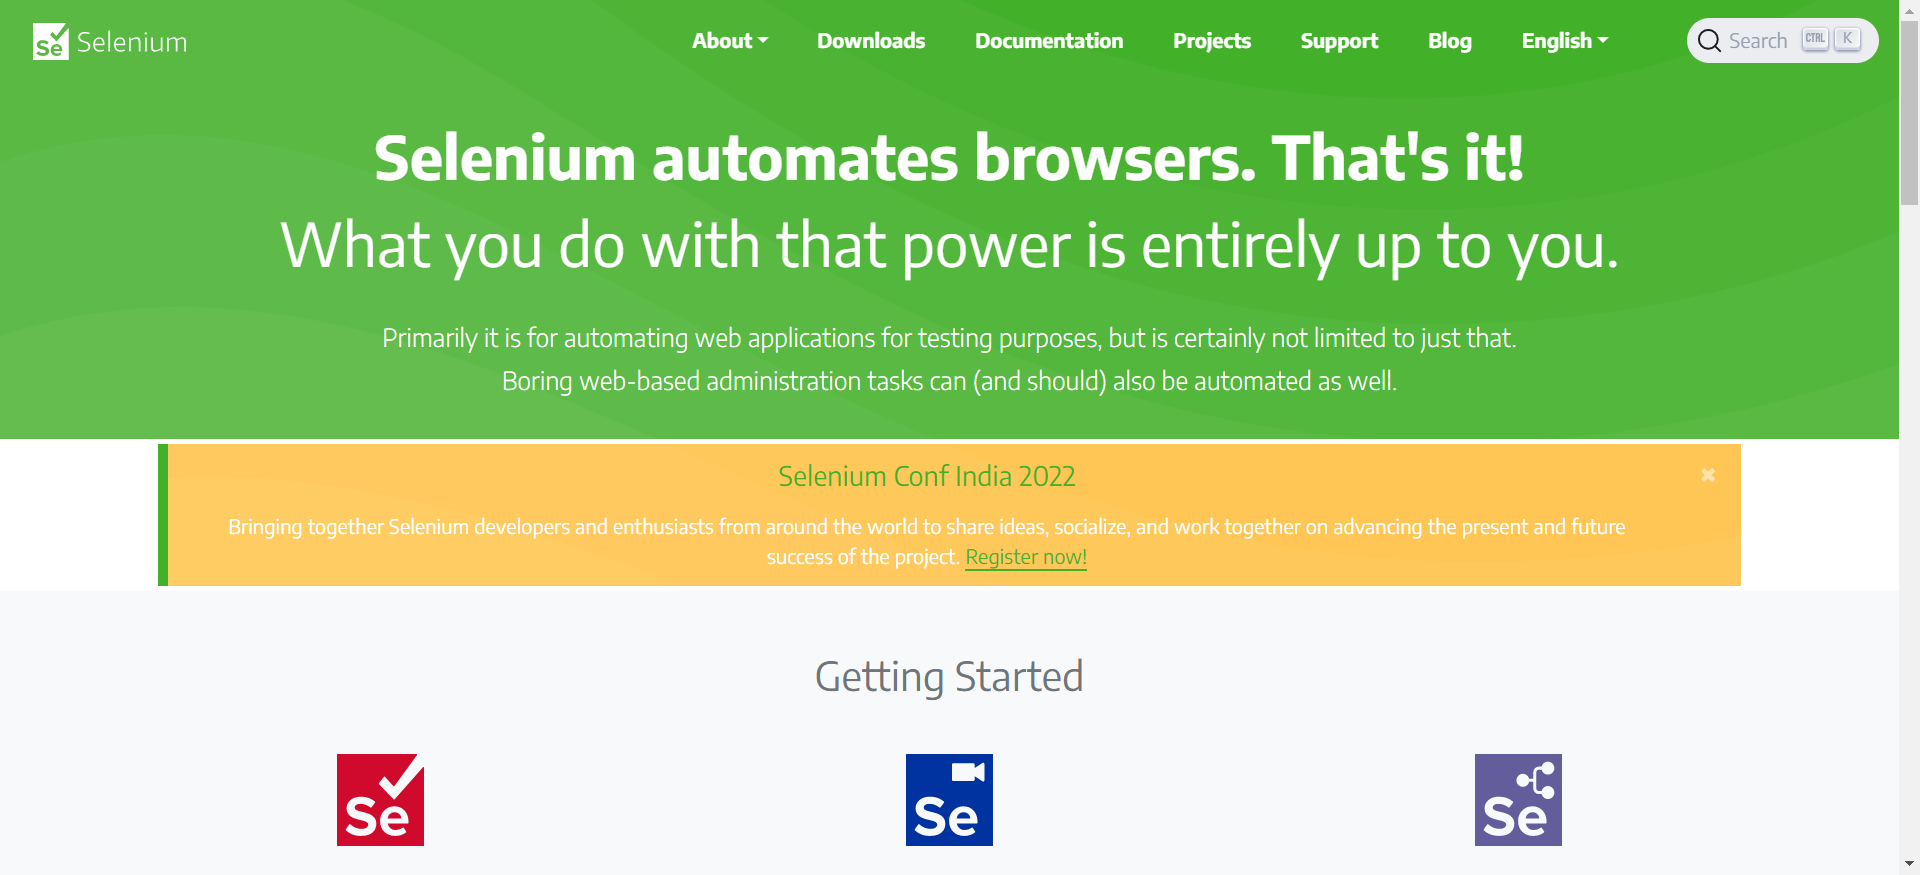 Se Selenium
About Downloads Documentation Projects Support Blog English Search CTRL K
Selenium automates browsers. That's it!
What you do with that power is entirely up to you.
Primarily it is for automating web applications for testing purposes, but is certainly not limited to just that.
Boring web-based administration tasks can (and should) also be automated as well.
Selenium Conf India 2022
Bringing together Selenium developers and enthusiasts from around the world to share ideas, socialize, and work together on advancing the present and future
success of the project. Register now!
Getting Started
Se Se Se